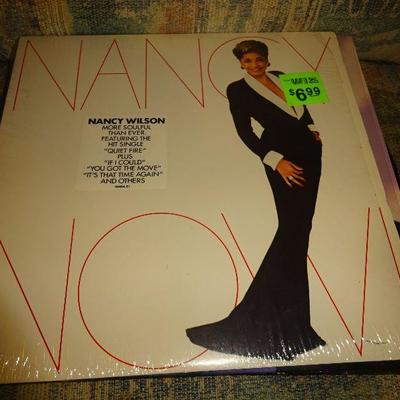 NANCY
$6.99
NANCY WILSON
MORE SOULFUL
THAN EVER.
FEATURING THE
HIT SINGLE
"QUIET FIRE"
PLUS
"IF I COULD"
"YOU GOT THE MOVE"
"IT'S THAT TIME AGAIN"
AND OTHERS
NOW!